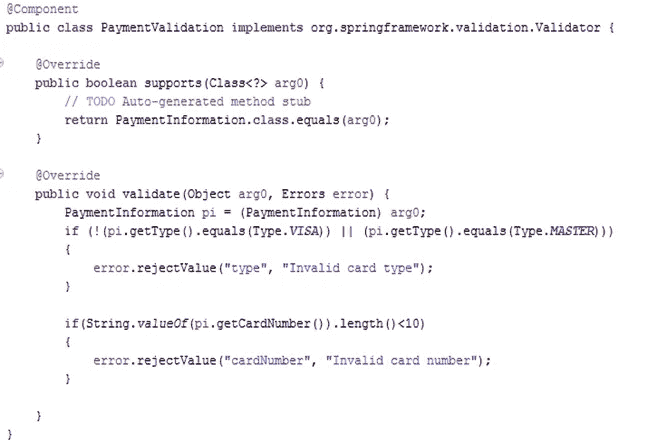 @Component
public class PaymentValidation implements org.springframework.validation.Validator {
@Override
public boolean supports(Class<?> arg0) {
// TODO Auto-generated method stub
return PaymentInformation.class.equals(arg0);
}
@Override
public void validate(Object arg0, Errors error) {
PaymentInformation pi = (PaymentInformation) arg0;
if (!(pi.getType().equals(Type.VISA)) || (pi.getType().equals(Type.MASTER)))
{
error.rejectValue("type", "Invalid card type");
}
if(String.valueOf(pi.getCardNumber()).length()<10)
{
error.rejectValue("cardNumber", "Invalid card number");
}
}
}